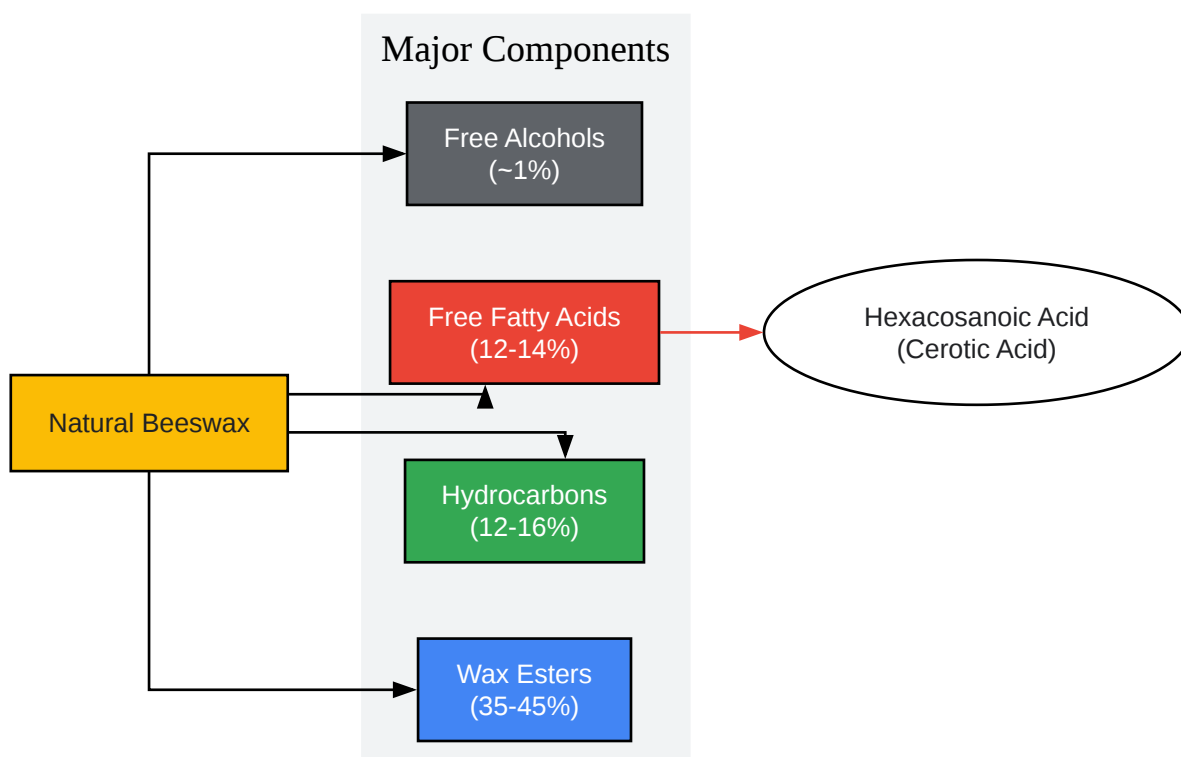 Major Components
Free Alcohols
(~1%)
Free Fatty Acids
(12-14%)
Hexacosanoic Acid
(Cerotic Acid)
Natural Beeswax
Hydrocarbons
(12-16%)
Wax Esters
(35-45%)